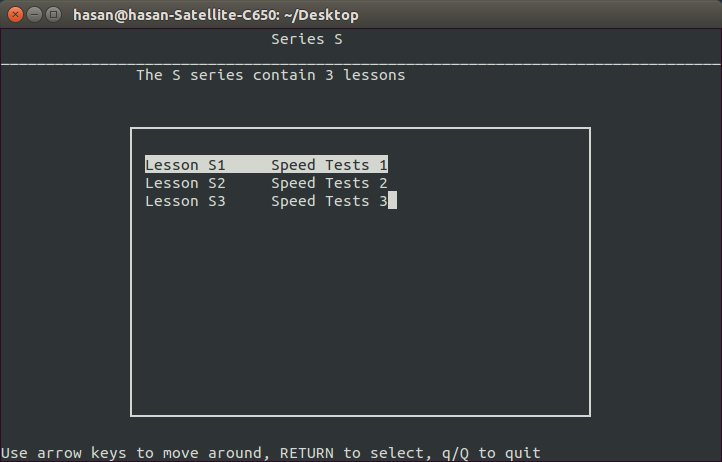 hasan@hasan-Satellite-C650: ~/Desktop
Series S
The S series contain 3 lessons
Lesson S1     Speed Tests 1
Lesson S2     Speed Tests 2
Lesson S3     Speed Tests 3
Use arrow keys to move around, RETURN to select, q/Q to quit